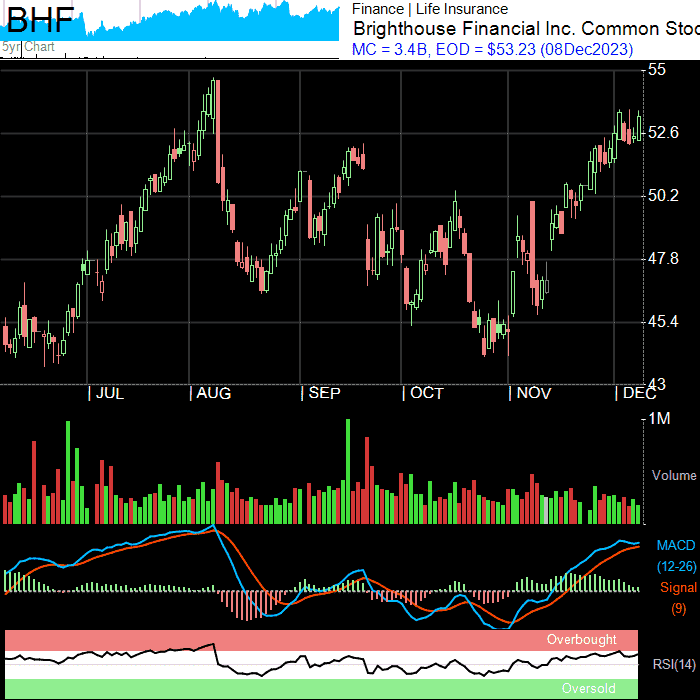 BHF
5yr Chart
Finance | Life Insurance
Brighthouse Financial Inc. Common Stoc
MC = 3.4B, EOD = $53.23 (08Dec2023)
55
52.6
50.2
47.8
45.4
43
| JUL | AUG | SEP | OCT | NOV | DEC
1M
Volume
MACD
(12-26)
Signal
(9)
Overbought
RSI(14)
Oversold